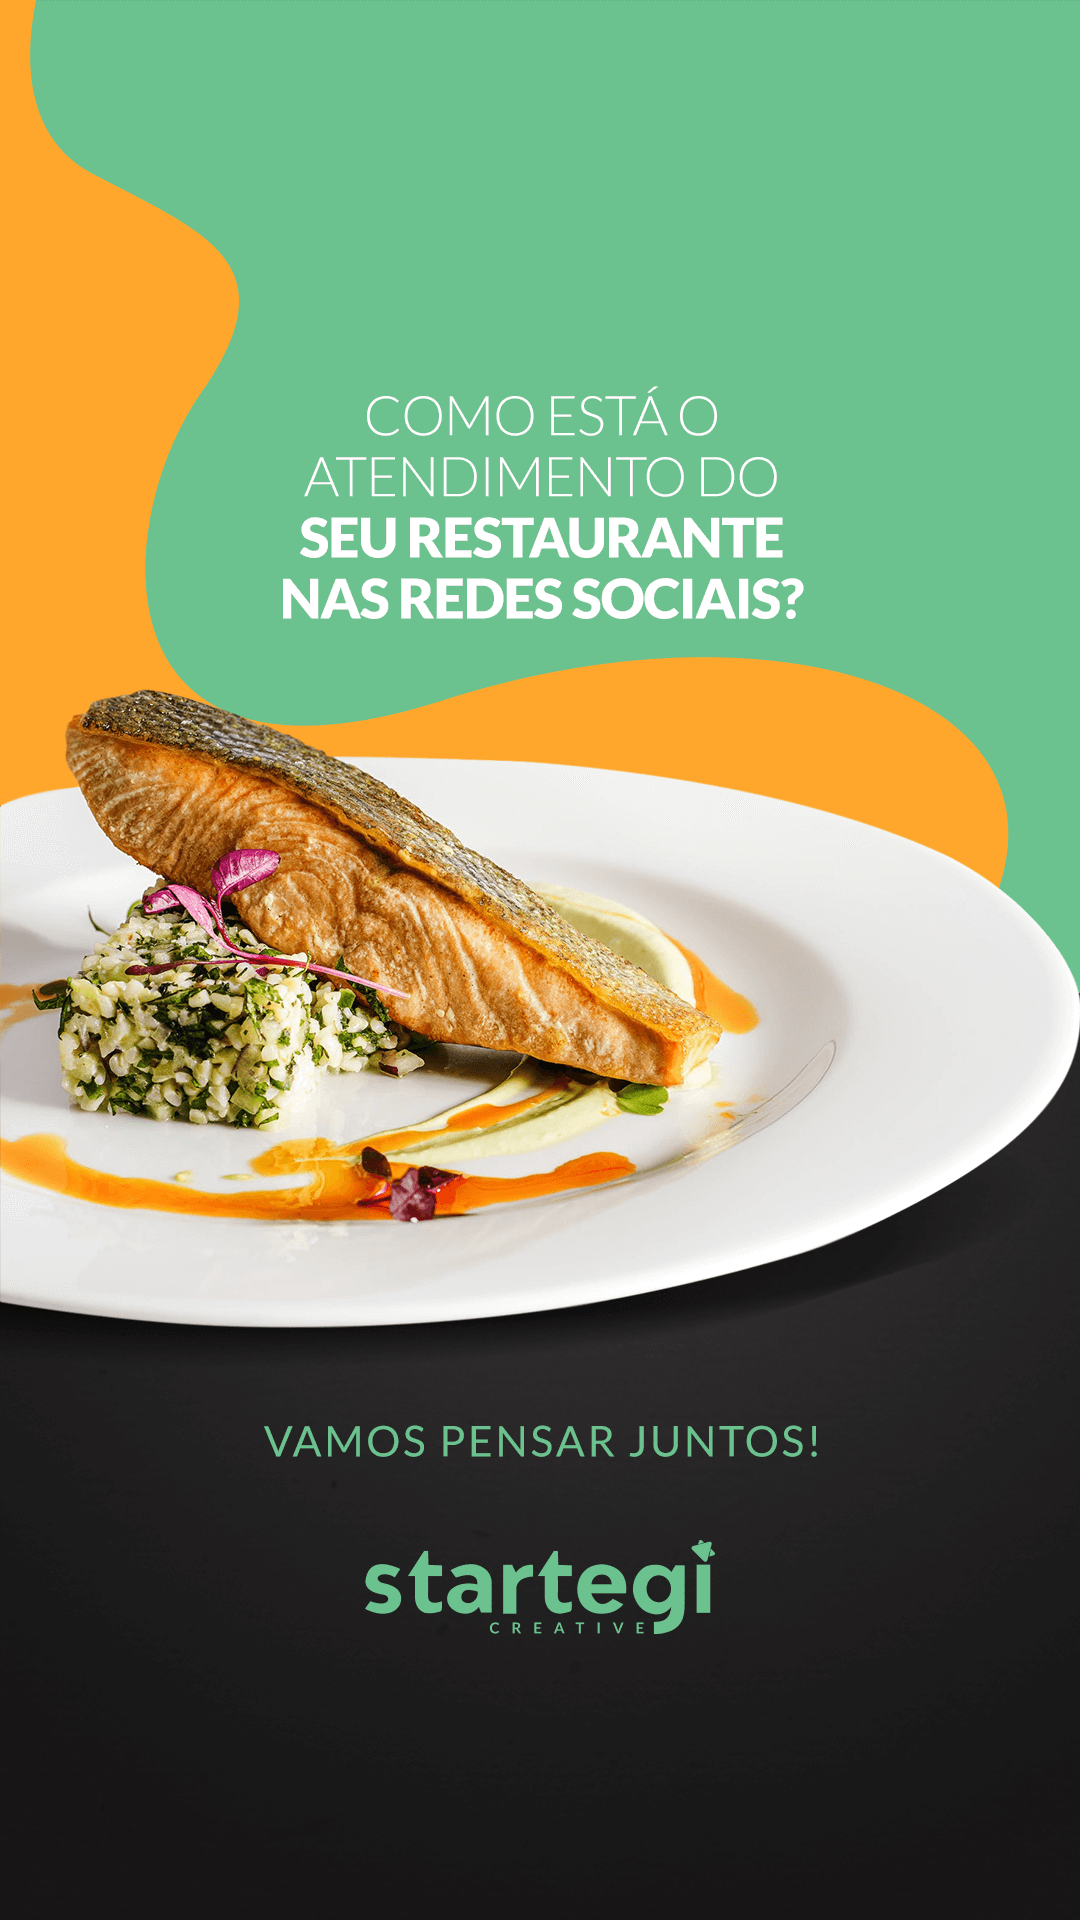 COMO ESTÁ O
ATENDIMENTO DO
SEU RESTAURANTE
NAS REDES SOCIAIS?
VAMOS PENSAR JUNTOS!
startegi
CREATIVE